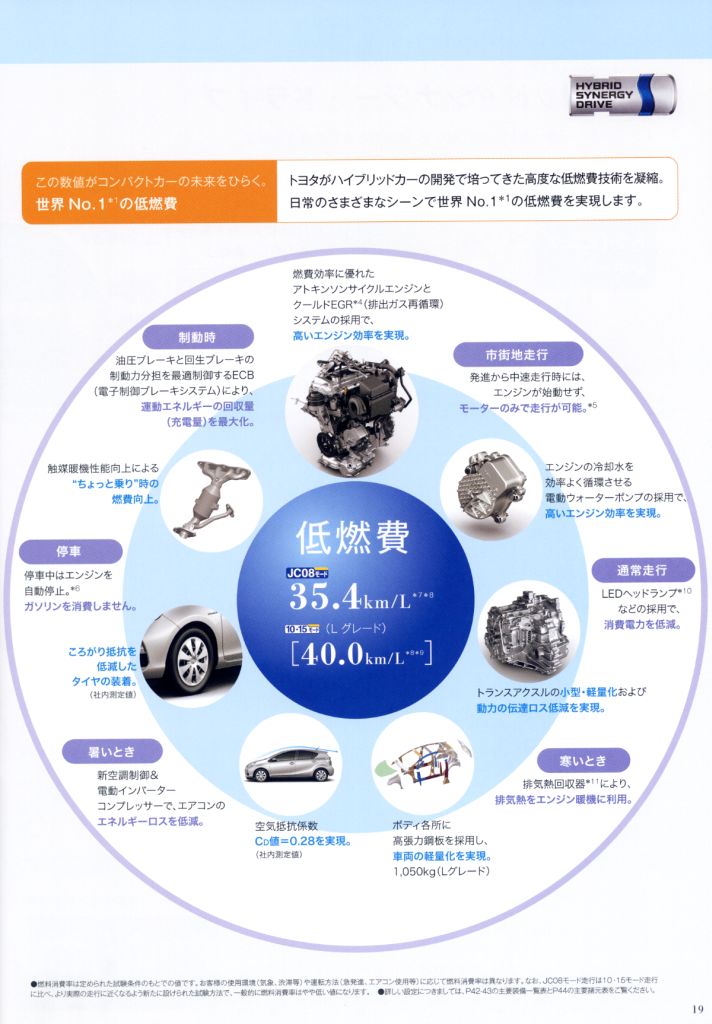 HYBRID
SYNERGY
DRIVE
この数値がコンパクトカーの未来をひらく。
世界No.1*1の低燃費
トヨタがハイブリッドカーの開発で培ってきた高度な低燃費技術を凝縮。
日常のさまざまなシーンで世界No.1*1の低燃費を実現します。
燃費効率に優れた
アトキンソンサイクルエンジンと
クールドEGR*4(排出ガス再循環)
システムの採用で、
高いエンジン効率を実現。
制動時
油圧ブレーキと回生ブレーキの
制動力分担を最適制御するECB
(電子制御ブレーキシステム)により、
運動エネルギーの回収量
(充電量)を最大化。
市街地走行
発進から中速走行時には、
エンジンが始動せず、
モーターのみで走行が可能。*5
触媒暖機性能向上による
“ちょっと乗り”時の
燃費向上。
エンジンの冷却水を
効率よく循環させる
電動ウォーターポンプの採用で、
高いエンジン効率を実現。
低燃費
JC08モード
35.4km/L*7*8
10・15モード (Lグレード)
[40.0km/L*8*9]
停車
停車中はエンジンを
自動停止。*6
ガソリンを消費しません。
通常走行
LEDヘッドランプ*10
などの採用で、
消費電力を低減。
ころがり抵抗を
低減した
タイヤの装着。
(社内測定値)
トランスアクスルの小型・軽量化および
動力の伝達ロス低減を実現。
暑いとき
新空調制御&
電動インバーター
コンプレッサーで、エアコンの
エネルギーロスを低減。
寒いとき
排気熱回収器*11により、
排気熱をエンジン暖機に利用。
空気抵抗係数
CD値=0.28を実現。
(社内測定値)
ボディ各所に
高張力鋼板を採用し、
車両の軽量化を実現。
1,050kg(Lグレード)
●燃料消費率は定められた試験条件のもとでの値です。お客様の使用環境(気象、渋滞等)や運転方法(急発進、エアコン使用等)に応じて燃料消費率は異なります。なお、JC08モード走行は10・15モード走行
に比べ、より実際の走行に近くなるよう新たに設けられた試験方法で、一般的に燃料消費率はやや低い値になります。 ●詳しい設定につきましては、P42-43の主要装備一覧表とP44の主要諸元表をご覧ください。
19